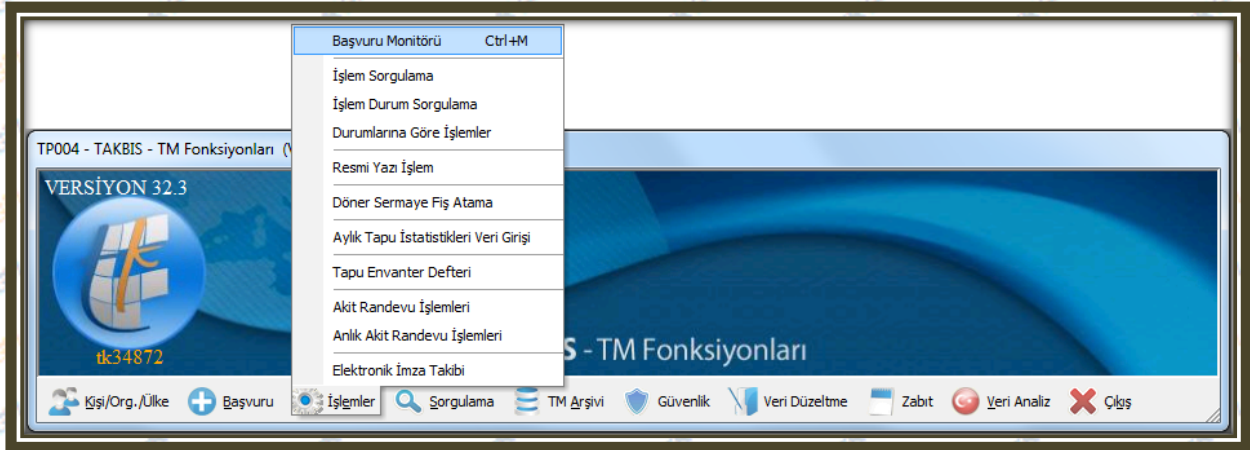 Başvuru Monitörü Ctrl+M
İşlem Sorgulama
İşlem Durum Sorgulama
Durumlarına Göre İşlemler
Resmi Yazı İşlem
Döner Sermaye Fiş Atama
Aylık Tapu İstatistikleri Veri Girişi
Tapu Envanter Defteri
Akit Randevu İşlemleri
Anlık Akit Randevu İşlemleri
Elektronik İmza Takibi
TP004 - TAKBIS - TM Fonksiyonları (V
VERSİYON 32.3
tk34872
S - TM Fonksiyonları
Kişi/Org./Ülke Başvuru İşlemler Sorgulama TM Arşivi Güvenlik Veri Düzeltme Zabıt Veri Analiz Çıkış